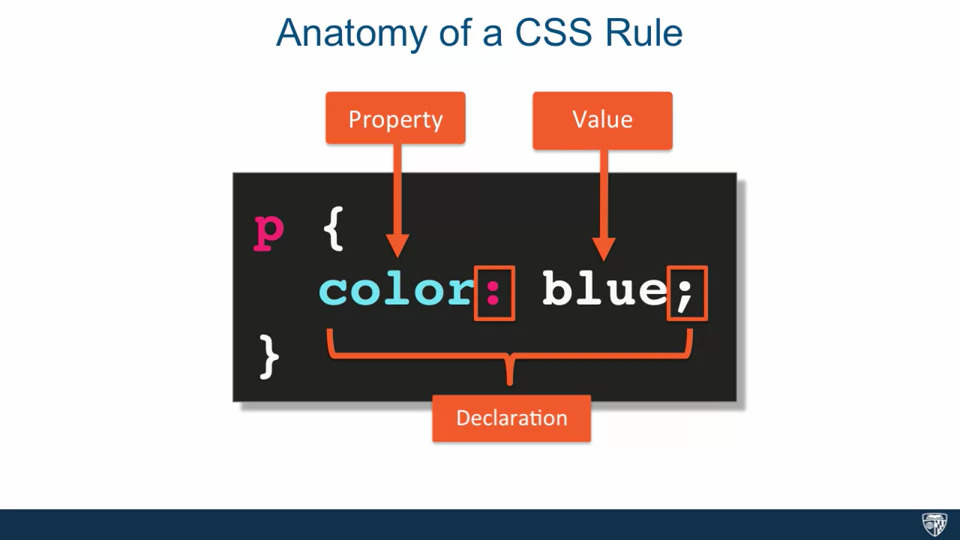 Anatomy of a CSS Rule
Property
Value
p {
color: blue;
}
Declaration